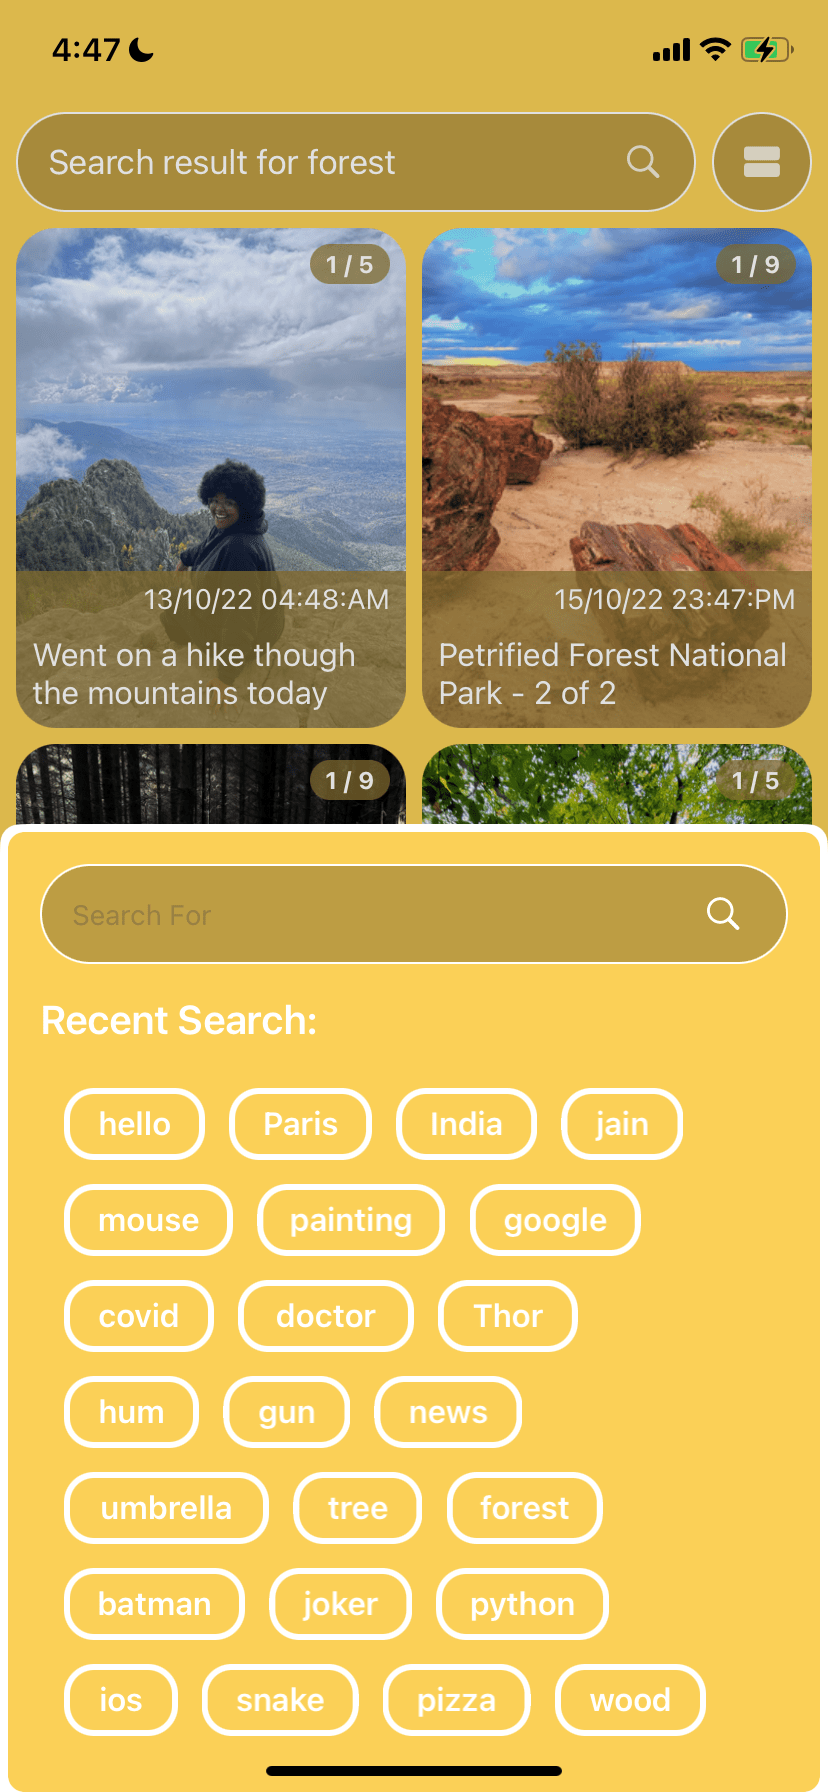 4:47
Search result for forest
1 / 5
1 / 9
13/10/22 04:48:AM
Went on a hike though
the mountains today
15/10/22 23:47:PM
Petrified Forest National
Park - 2 of 2
1 / 9
1 / 5
Search For
Recent Search:
hello Paris India jain
mouse painting google
covid doctor Thor
hum gun news
umbrella tree forest
batman joker python
ios snake pizza wood